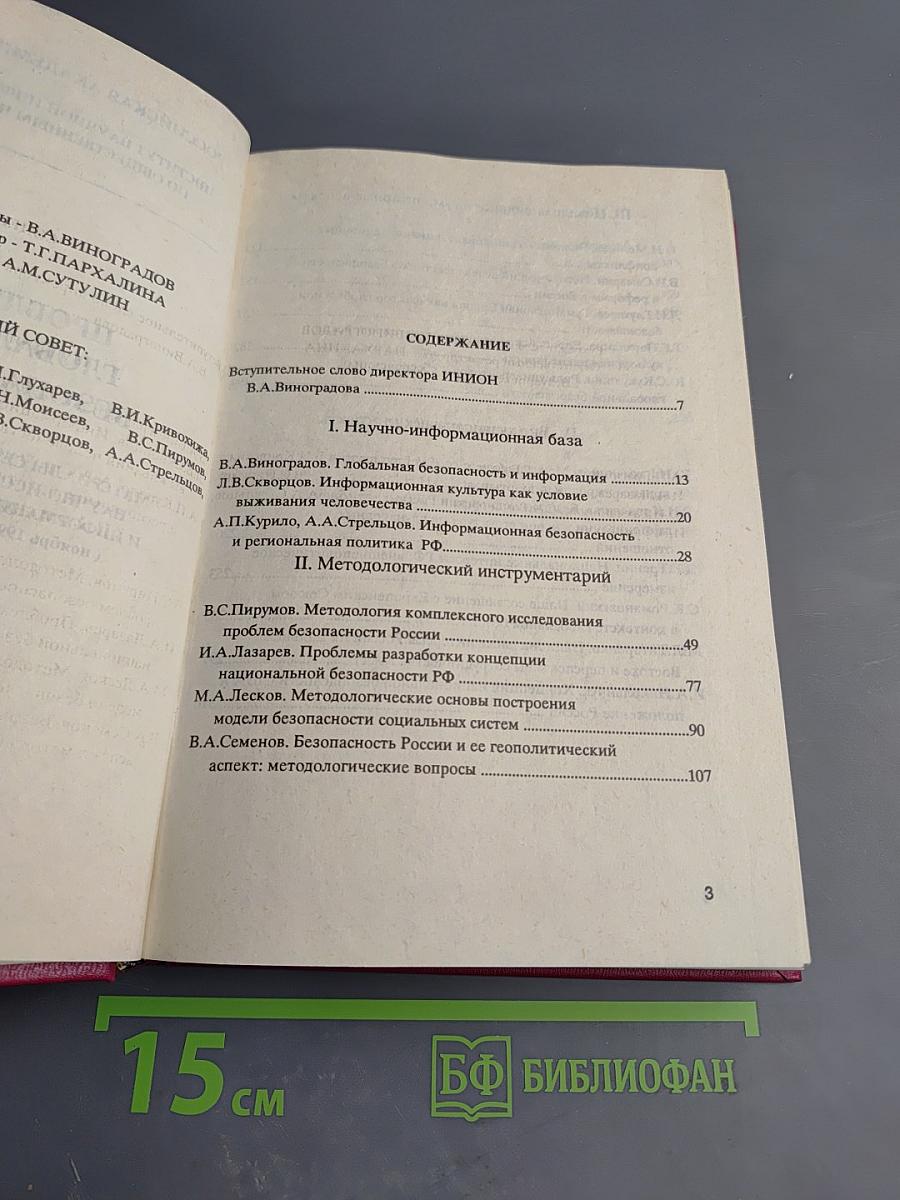 ы - В.А.ВИНОГРАДОВ
р - Т.Г.ПАРХАЛИНА
А.М.СУТУЛИН
ЫЙ СОВЕТ:
Глухарев, В.И.Кривохижа,
Н.Моисеев, В.С.Пирумов,
В.Скворцов, А.А.Стрельцов,
СОДЕРЖАНИЕ
Вступительное слово директора ИНИОН
В.А.Виноградова ..........7
I. Научно-информационная база
В.А.Виноградов. Глобальная безопасность и информация ..........13
Л.В.Скворцов. Информационная культура как условие
выживания человечества ..........20
А.П.Курило, А.А.Стрельцов. Информационная безопасность
и региональная политика РФ..........28
II. Методологический инструментарий
В.С.Пирумов. Методология комплексного исследования
проблем безопасности России ..........49
И.А.Лазарев. Проблемы разработки концепции
национальной безопасности РФ ..........77
М.А.Лесков. Методологические основы построения
модели безопасности социальных систем ..........90
В.А.Семенов. Безопасность России и ее геополитический
аспект: методологические вопросы ..........107
3
15 см
БФ БИБЛИОФАН